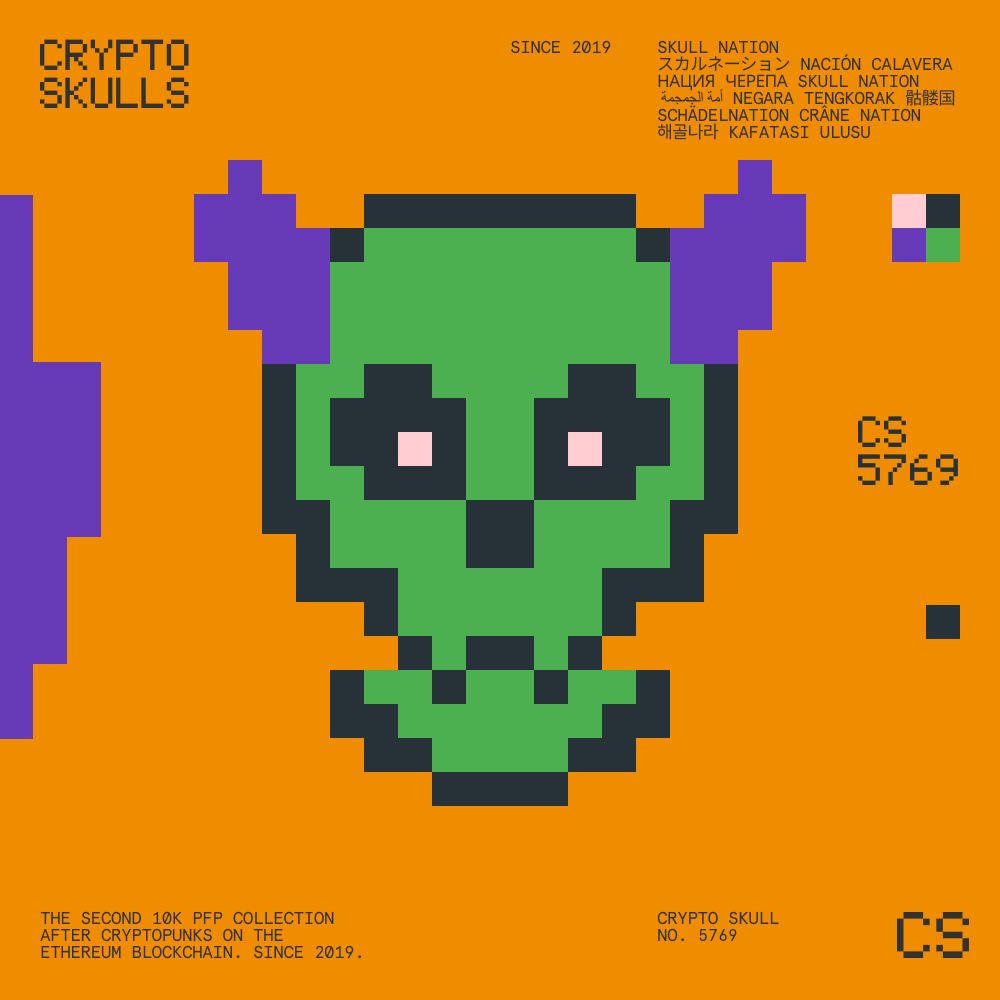 CRYPTO
SKULLS
SINCE 2019
SKULL NATION
スカルネーション NACIÓN CALAVERA
НАЦИЯ ЧЕРЕПА SKULL NATION
أمة الجمجمة NEGARA TENGKORAK 骷髅国
SCHÄDELNATION CRÂNE NATION
해골나라 KAFATASI ULUSU
CS
5769
THE SECOND 10K PFP COLLECTION
AFTER CRYPTOPUNKS ON THE
ETHEREUM BLOCKCHAIN. SINCE 2019.
CRYPTO SKULL
NO. 5769
CS